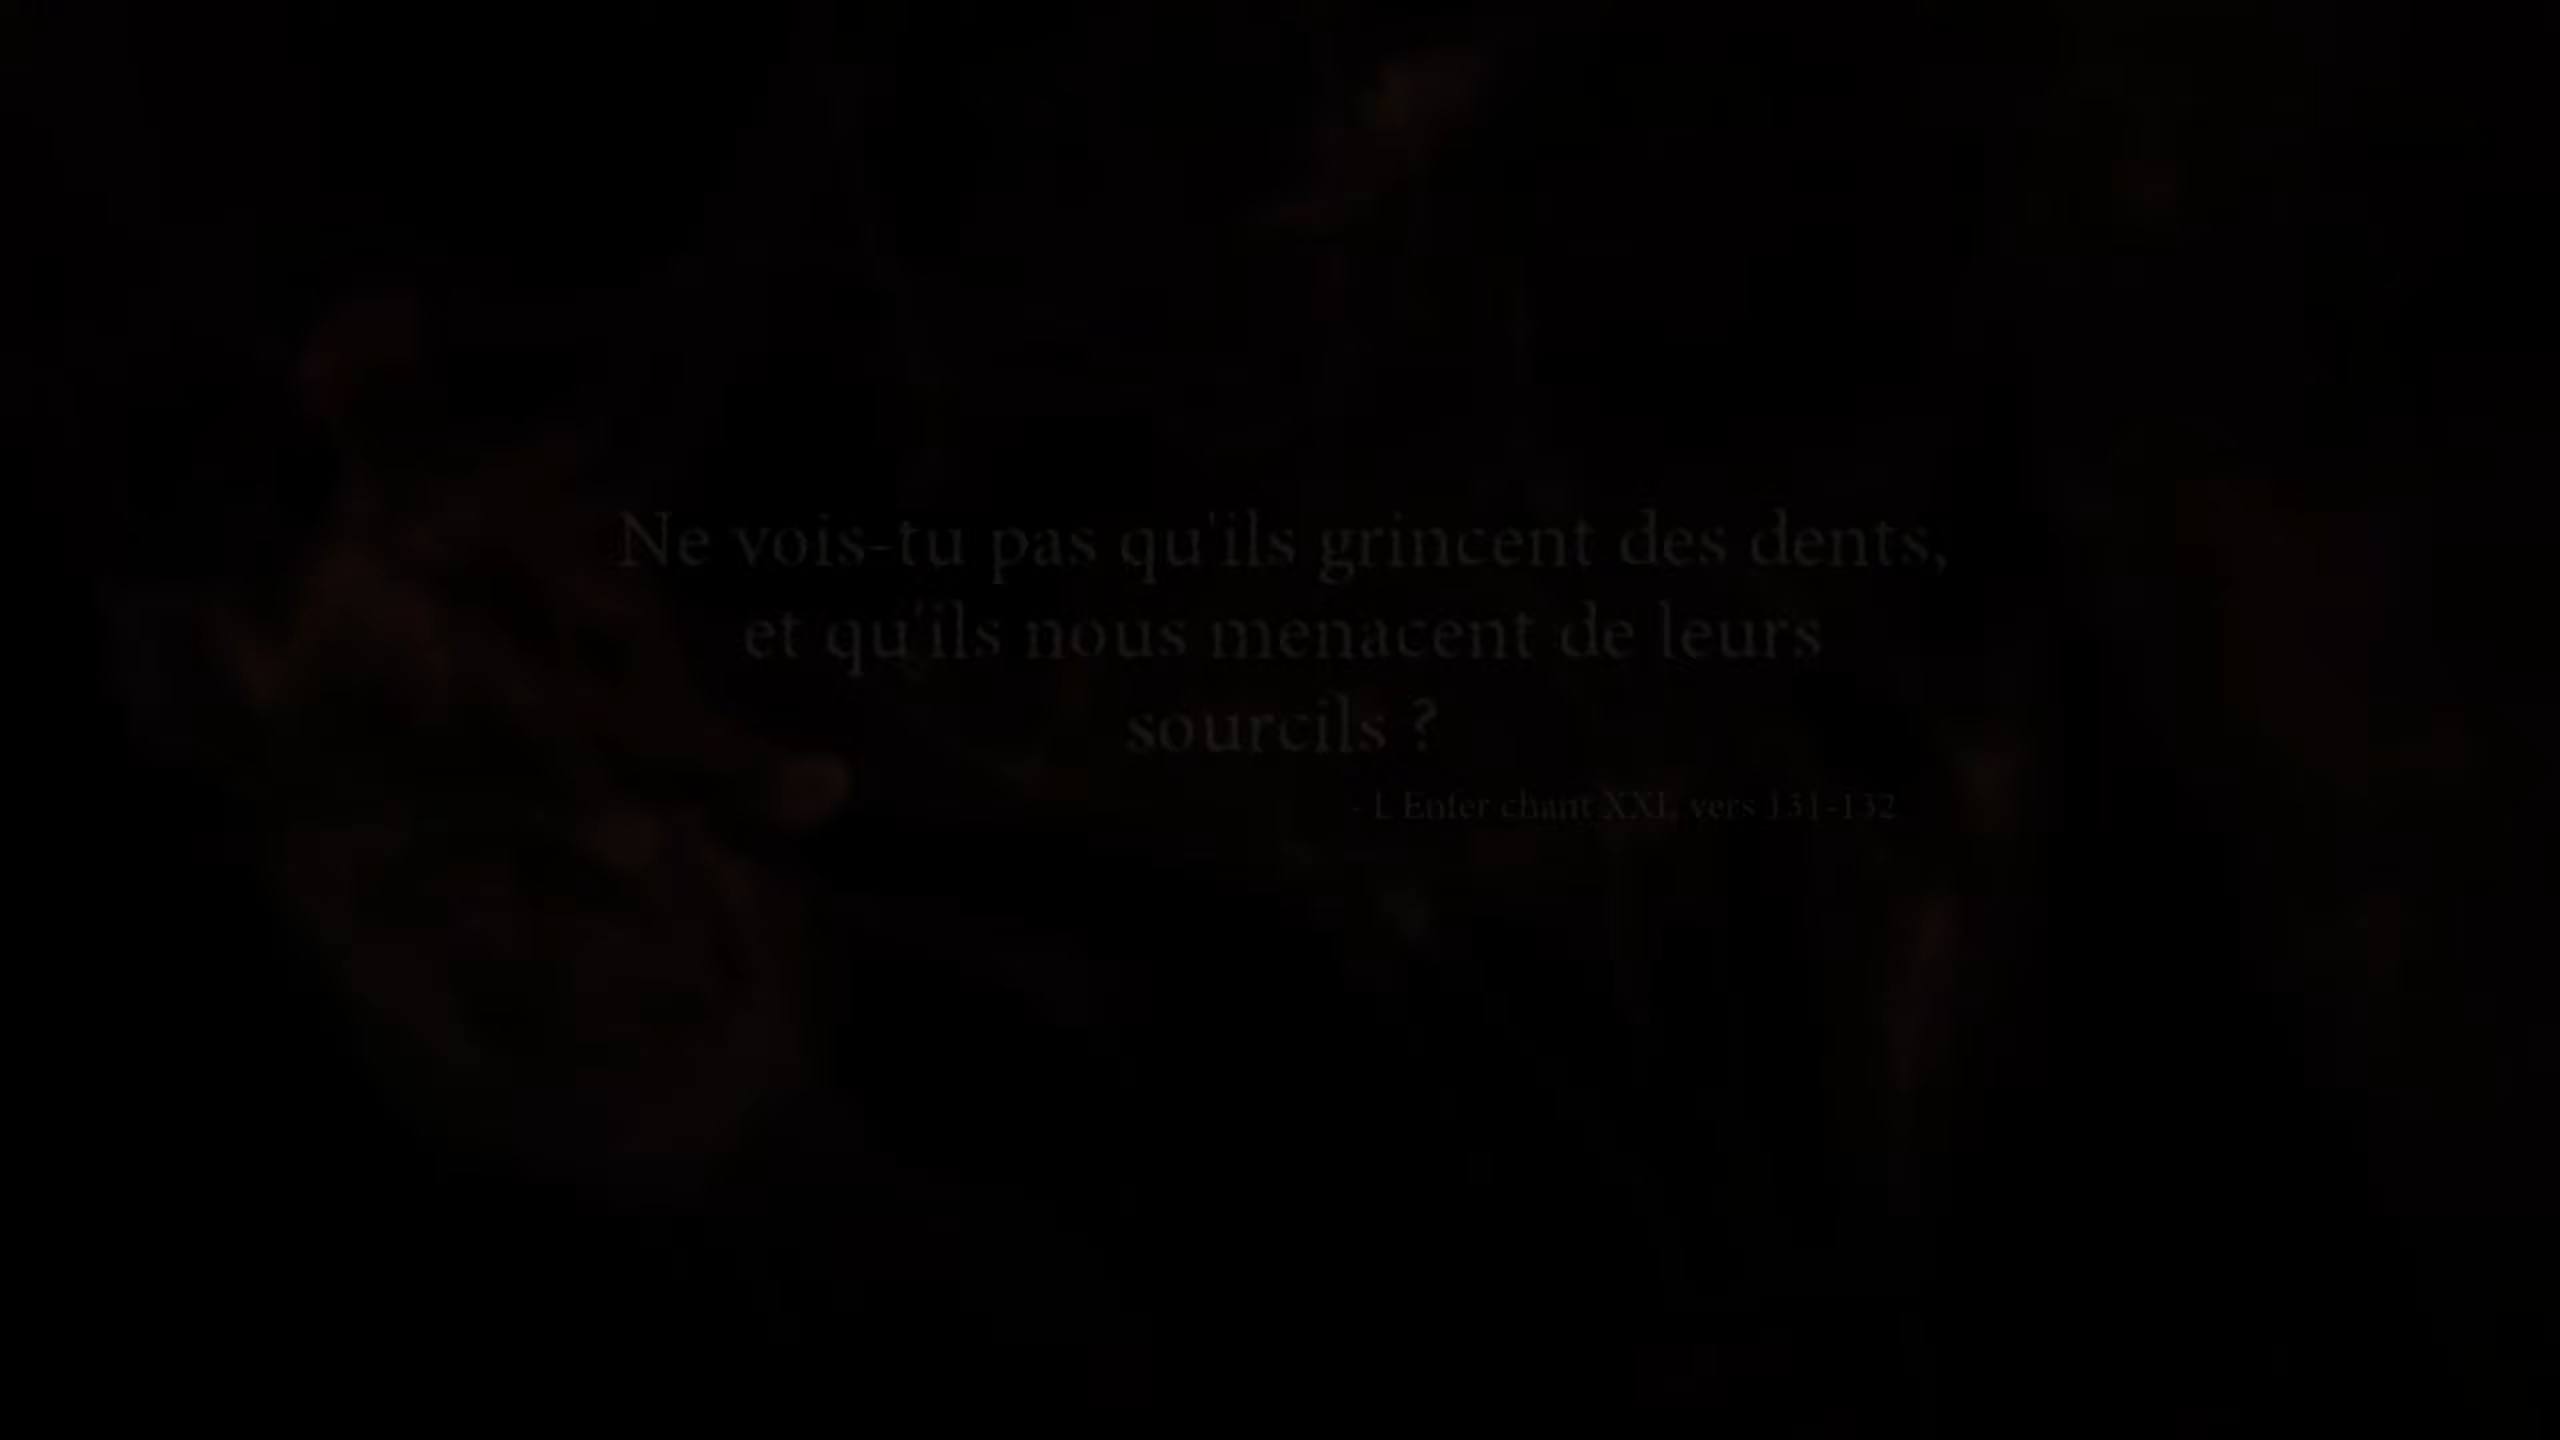 Ne vois-tu pas qu'ils grincent des dents,
et qu'ils nous menacent de leurs
sourcils ?
- L'Enfer chant XXI, vers 131-132